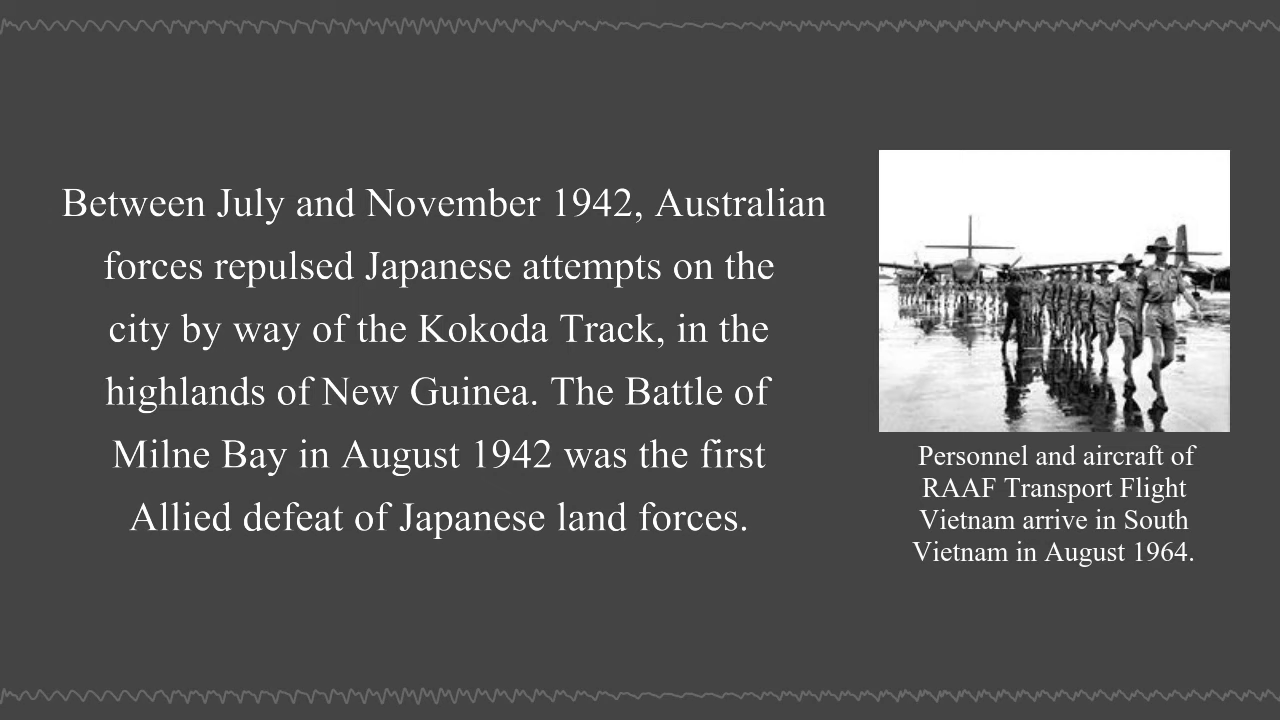 Between July and November 1942, Australian
forces repulsed Japanese attempts on the
city by way of the Kokoda Track, in the
highlands of New Guinea. The Battle of
Milne Bay in August 1942 was the first
Allied defeat of Japanese land forces.
Personnel and aircraft of
RAAF Transport Flight
Vietnam arrive in South
Vietnam in August 1964.